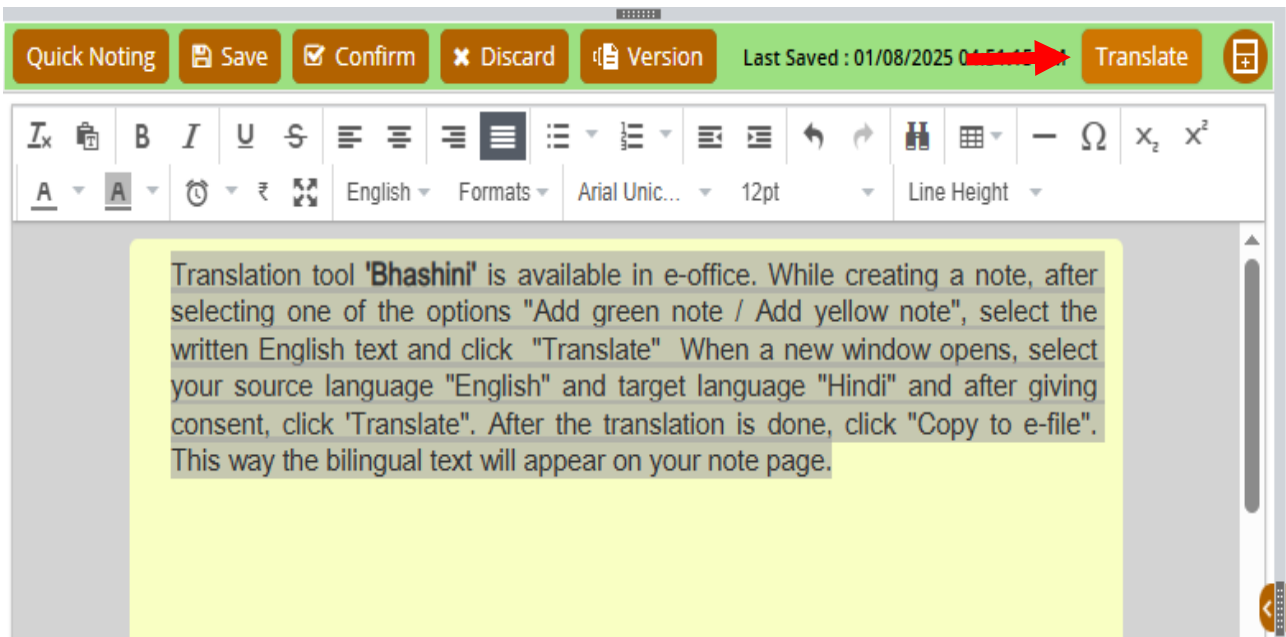 Quick Noting Save Confirm Discard Version Last Saved : 01/08/2025 Translate
B I U S Ω X₂ X²
A A ₹ English Formats Arial Unic... 12pt Line Height
Translation tool 'Bhashini' is available in e-office. While creating a note, after
selecting one of the options "Add green note / Add yellow note", select the
written English text and click "Translate" When a new window opens, select
your source language "English" and target language "Hindi" and after giving
consent, click 'Translate". After the translation is done, click "Copy to e-file".
This way the bilingual text will appear on your note page.